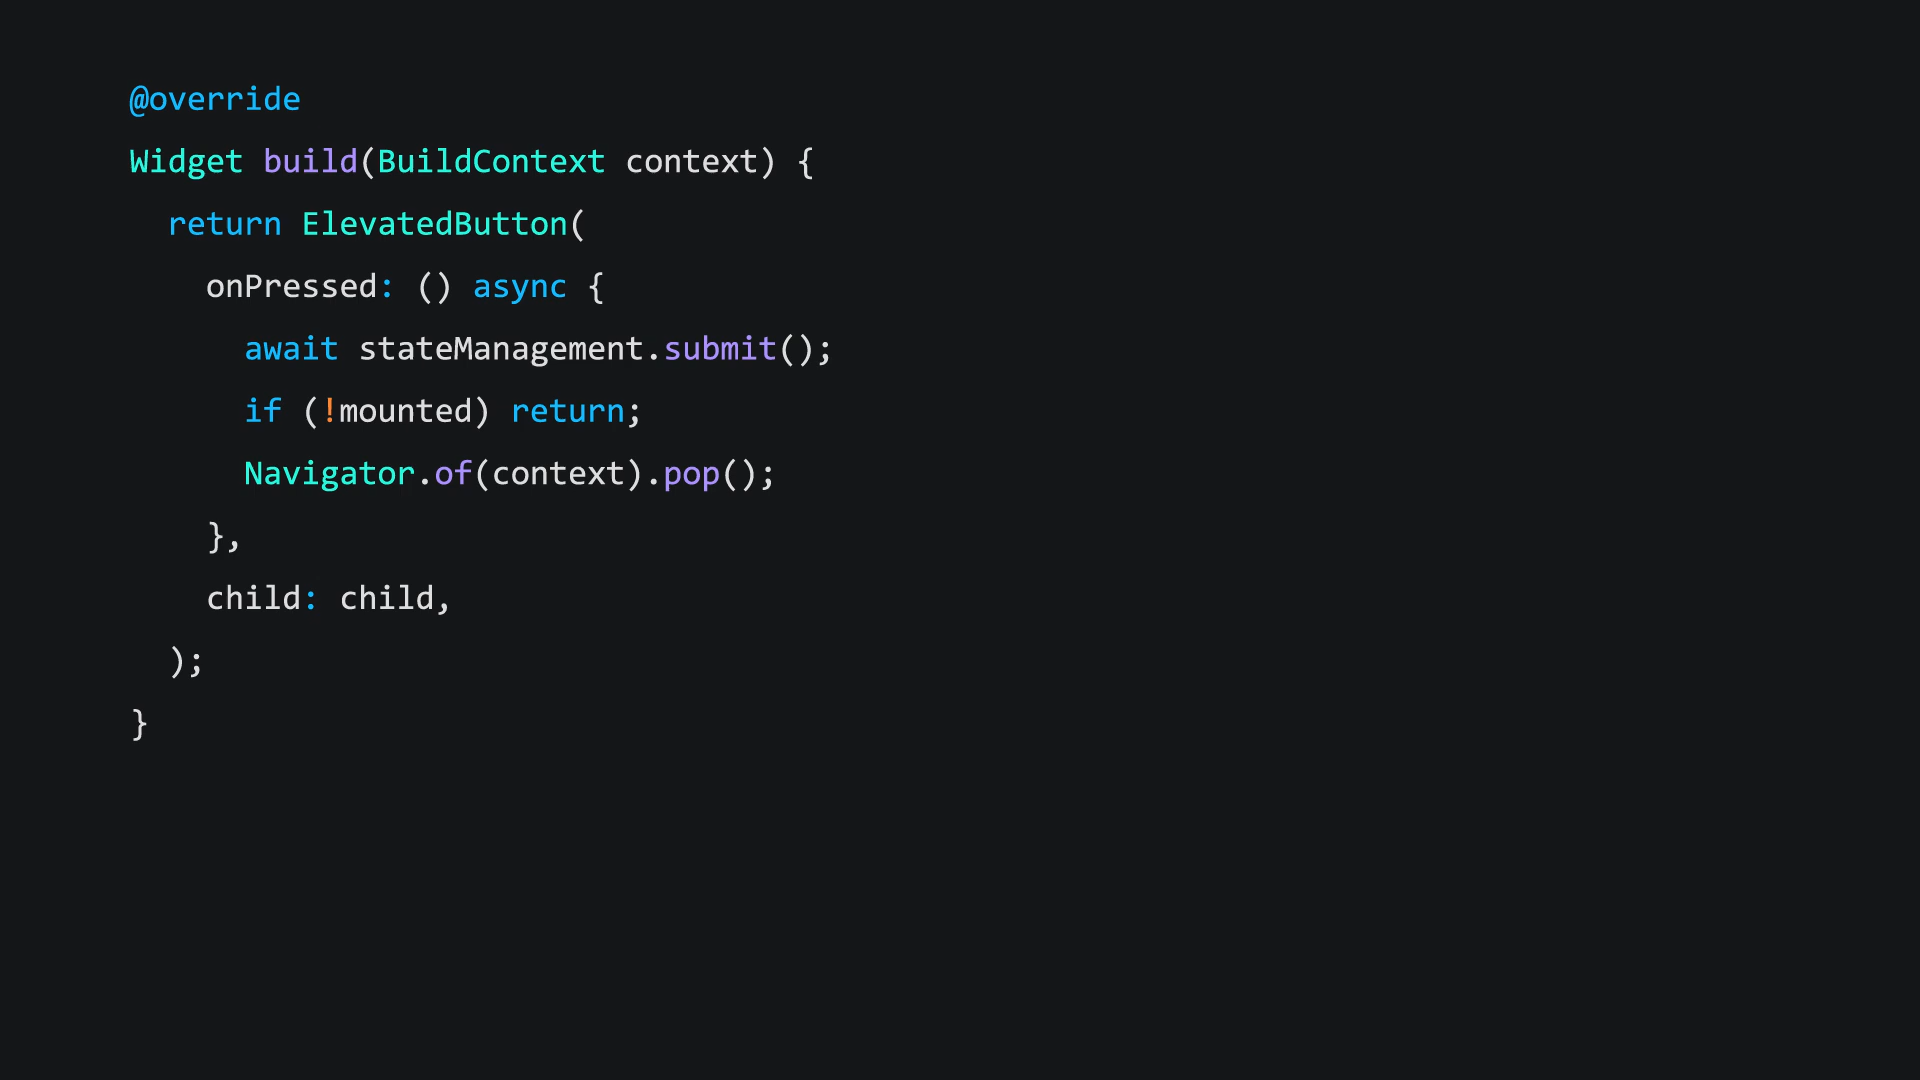 @override
Widget build(BuildContext context) {
  return ElevatedButton(
    onPressed: () async {
      await stateManagement.submit();
      if (!mounted) return;
      Navigator.of(context).pop();
    },
    child: child,
  );
}